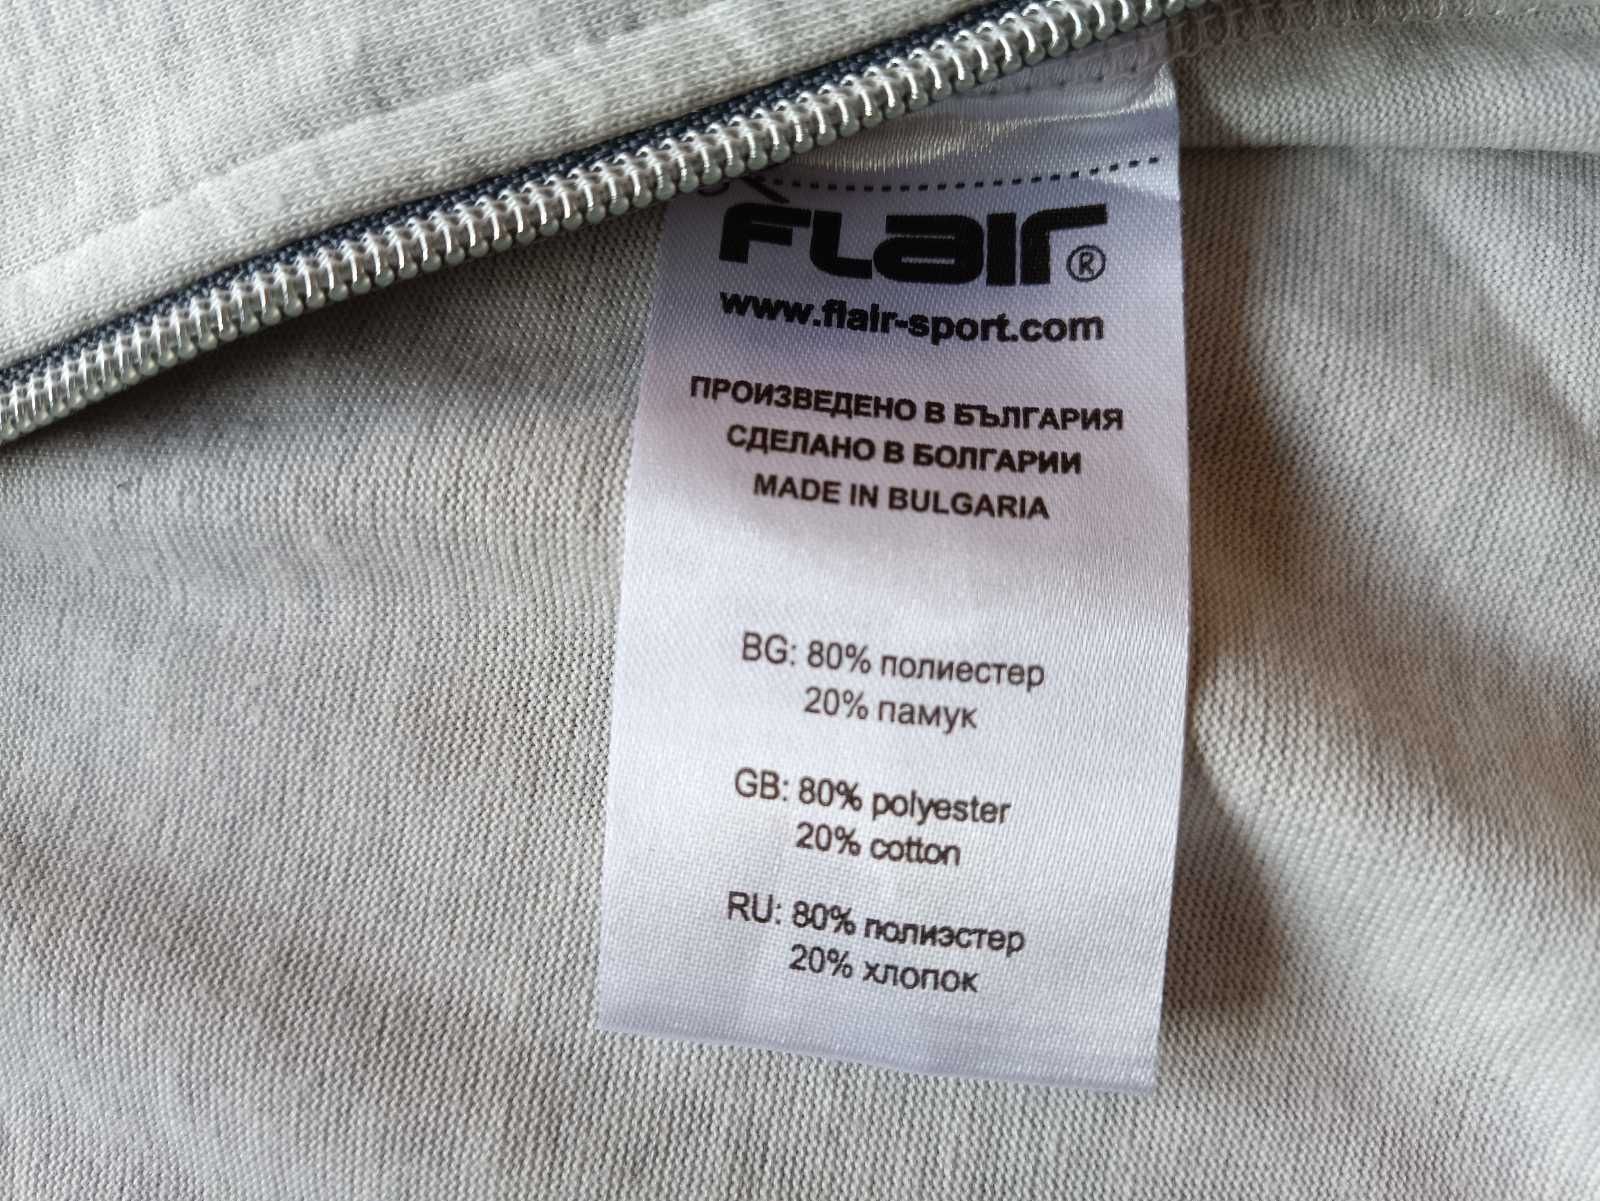 FLAIR®
www.flair-sport.com
ПРОИЗВЕДЕНО В БЪЛГАРИЯ
СДЕЛАНО В БОЛГАРИИ
MADE IN BULGARIA
BG: 80% полиестер
20% памук
GB: 80% polyester
20% cotton
RU: 80% полиэстер
20% хлопок